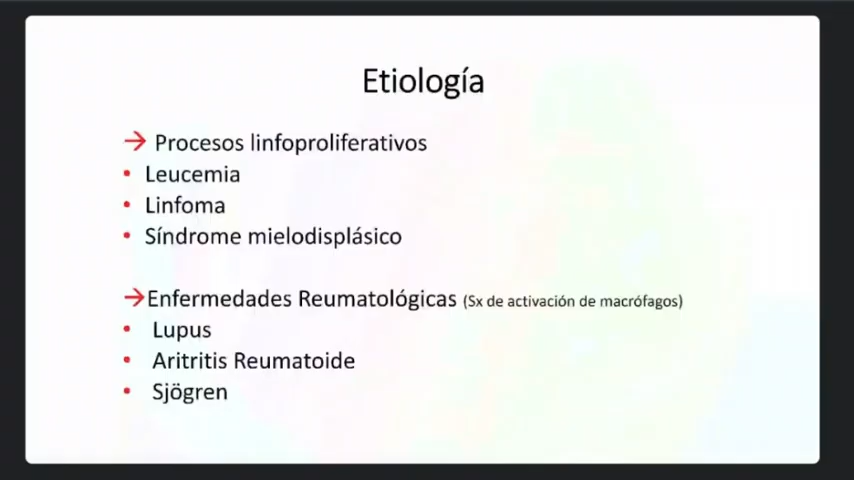 Etiología
→ Procesos linfoproliferativos
• Leucemia
• Linfoma
• Síndrome mielodisplásico
→Enfermedades Reumatológicas (Sx de activación de macrófagos)
• Lupus
• Aritritis Reumatoide
• Sjögren